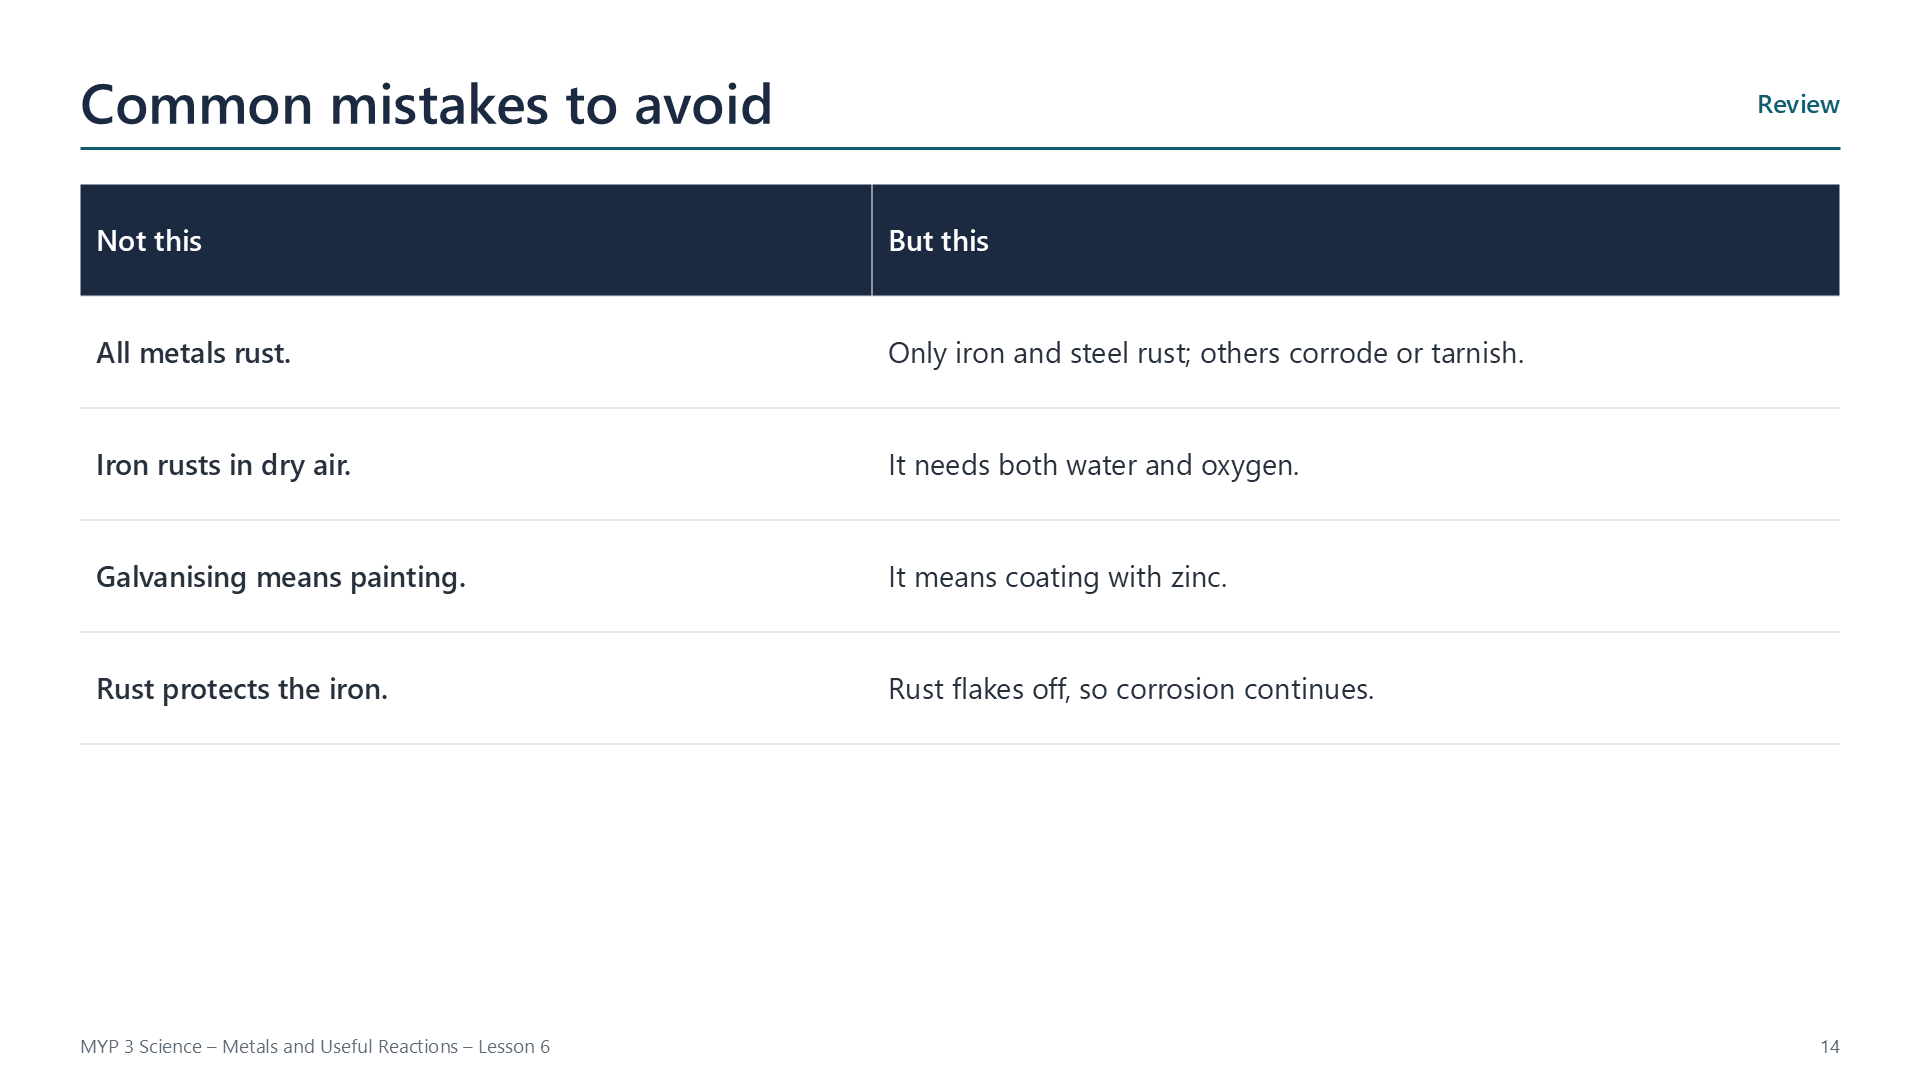 Common mistakes to avoid
Review
Not this
But this
All metals rust.
Only iron and steel rust; others corrode or tarnish.
Iron rusts in dry air.
It needs both water and oxygen.
Galvanising means painting.
It means coating with zinc.
Rust protects the iron.
Rust flakes off, so corrosion continues.
MYP 3 Science – Metals and Useful Reactions – Lesson 6
14